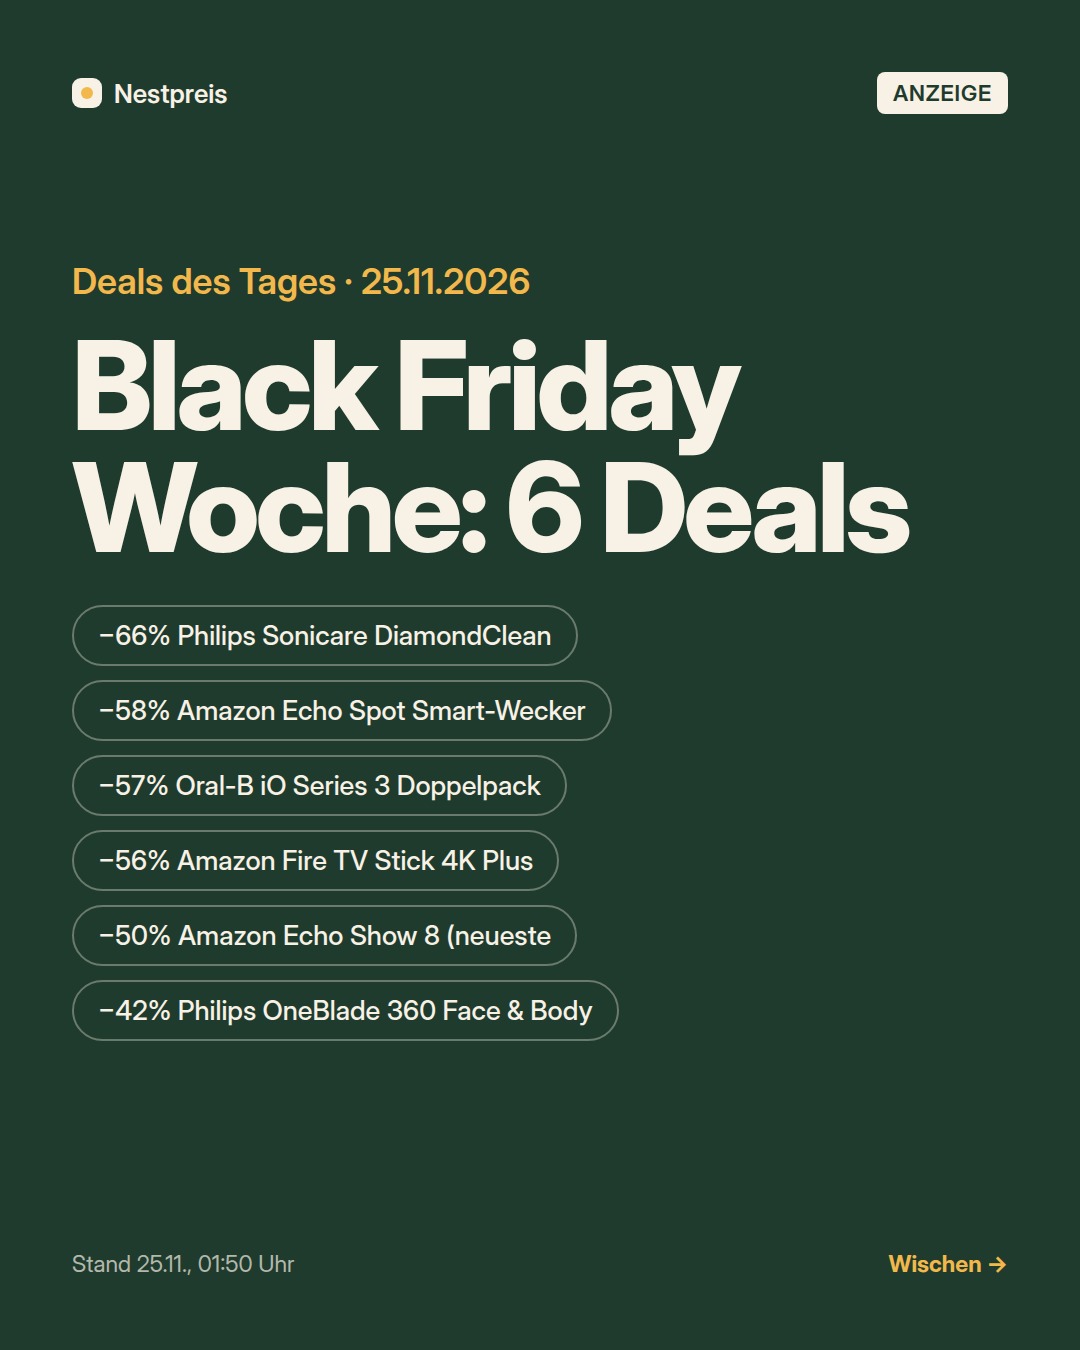 Nestpreis
ANZEIGE
Deals des Tages · 25.11.2026
Black Friday
Woche: 6 Deals
−66% Philips Sonicare DiamondClean
−58% Amazon Echo Spot Smart-Wecker
−57% Oral-B iO Series 3 Doppelpack
−56% Amazon Fire TV Stick 4K Plus
−50% Amazon Echo Show 8 (neueste
−42% Philips OneBlade 360 Face & Body
Stand 25.11., 01:50 Uhr
Wischen →